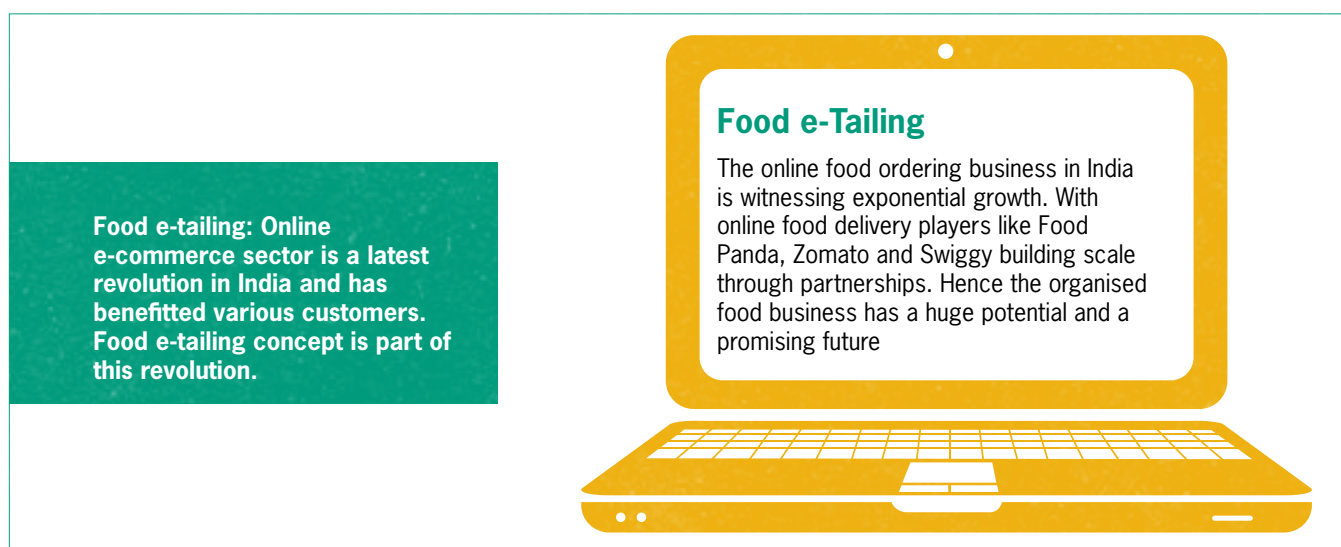 Food e-tailing: Online
e-commerce sector is a latest
revolution in India and has
benefitted various customers.
Food e-tailing concept is part of
this revolution.
Food e-Tailing
The online food ordering business in India
is witnessing exponential growth. With
online food delivery players like Food
Panda, Zomato and Swiggy building scale
through partnerships. Hence the organised
food business has a huge potential and a
promising future